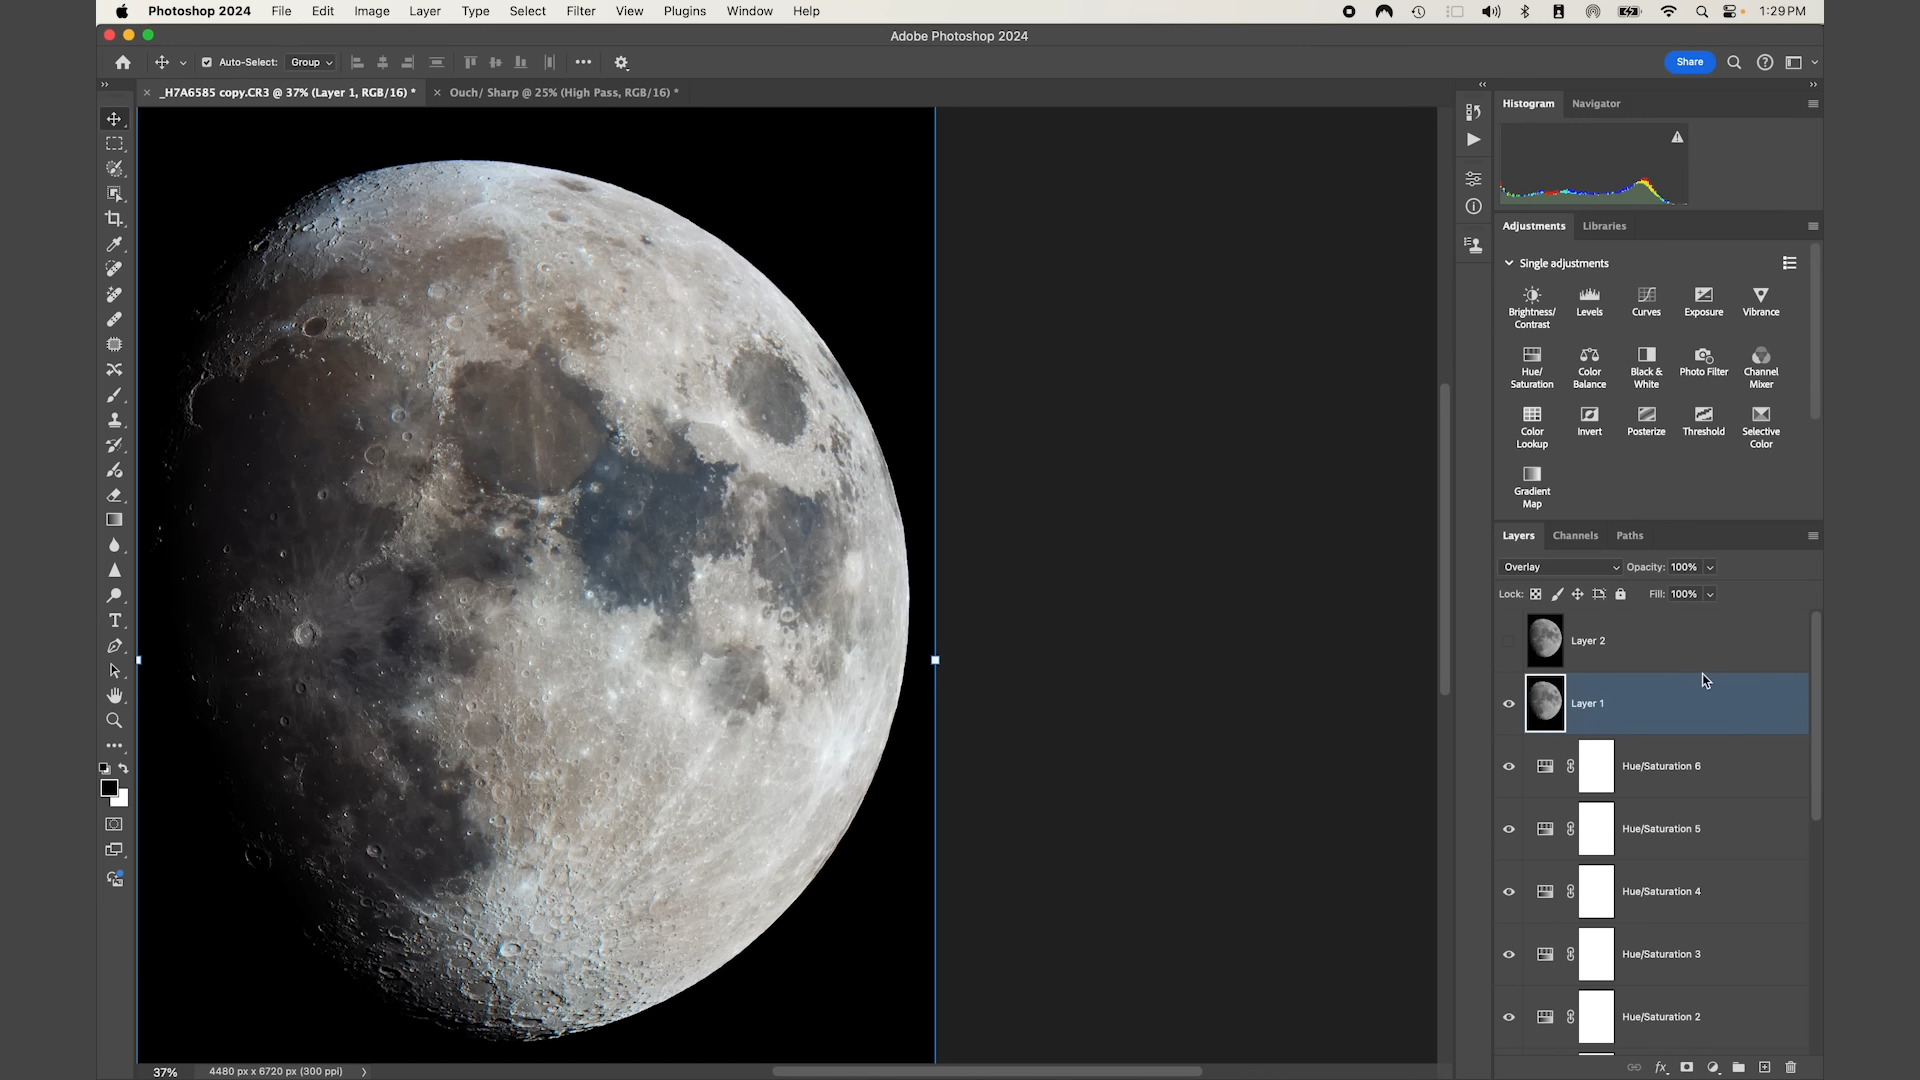 Photoshop 2024 File Edit Image Layer Type Select Filter View Plugins Window Help 1:29 PM
Adobe Photoshop 2024
Auto-Select: Group Share
_H7A6585 copy.CR3 @ 37% (Layer 1, RGB/16) * Ouch/ Sharp @ 25% (High Pass, RGB/16) *
Histogram Navigator
Adjustments Libraries
Single adjustments
Brightness/
Contrast
Levels
Curves
Exposure
Vibrance
Hue/
Saturation
Color
Balance
Black &
White
Photo Filter
Channel
Mixer
Color
Lookup
Invert
Posterize
Threshold
Selective
Color
Gradient
Map
Layers Channels Paths
Overlay Opacity: 100%
Lock: Fill: 100%
Layer 2
Layer 1
Hue/Saturation 6
Hue/Saturation 5
Hue/Saturation 4
Hue/Saturation 3
Hue/Saturation 2
37% 4480 px x 6720 px (300 ppi)